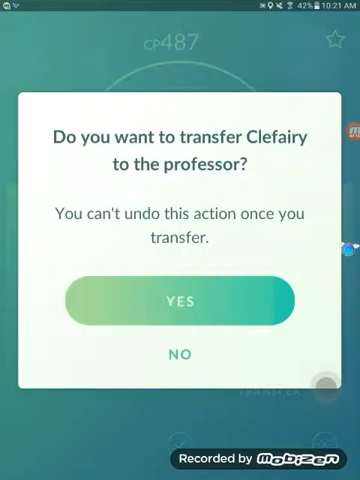 42% 10:21 AM
CP487
Do you want to transfer Clefairy
to the professor?
You can't undo this action once you
transfer.
YES
NO
TRANSFER
Recorded by Mobizen